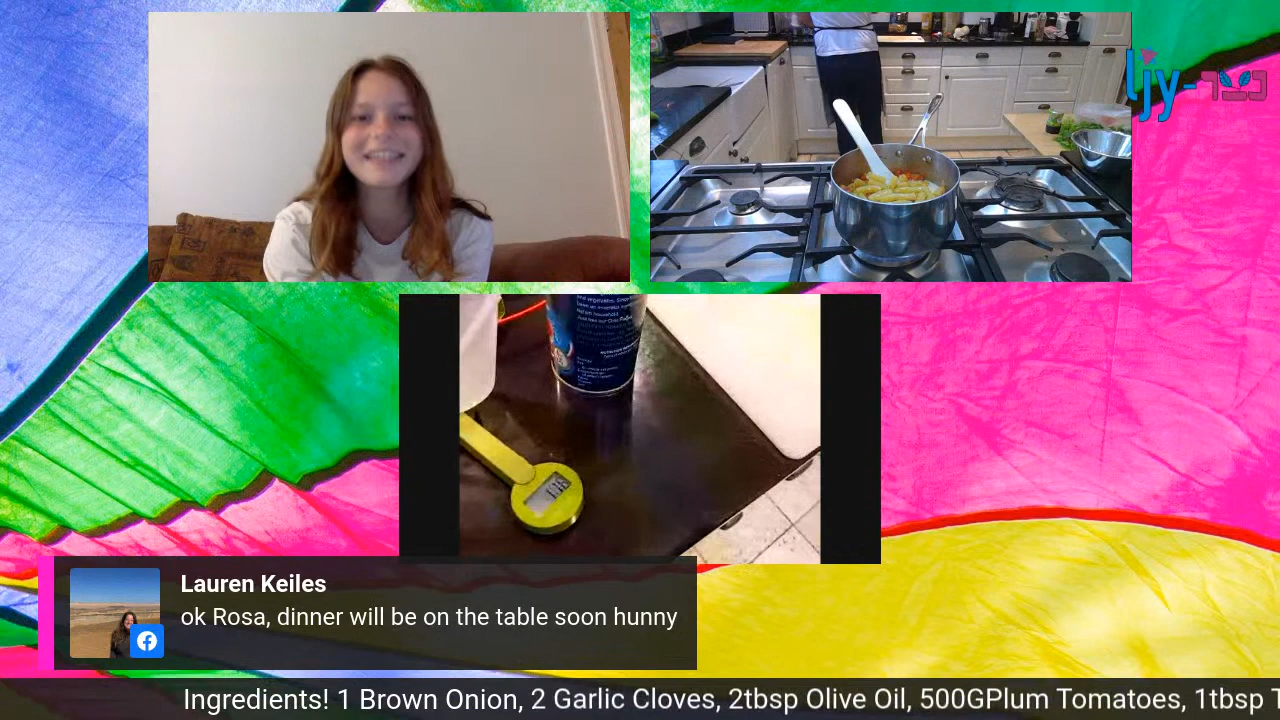 ljy-נצר
Lauren Keiles
ok Rosa, dinner will be on the table soon hunny
Ingredients! 1 Brown Onion, 2 Garlic Cloves, 2tbsp Olive Oil, 500GPlum Tomatoes, 1tbsp T